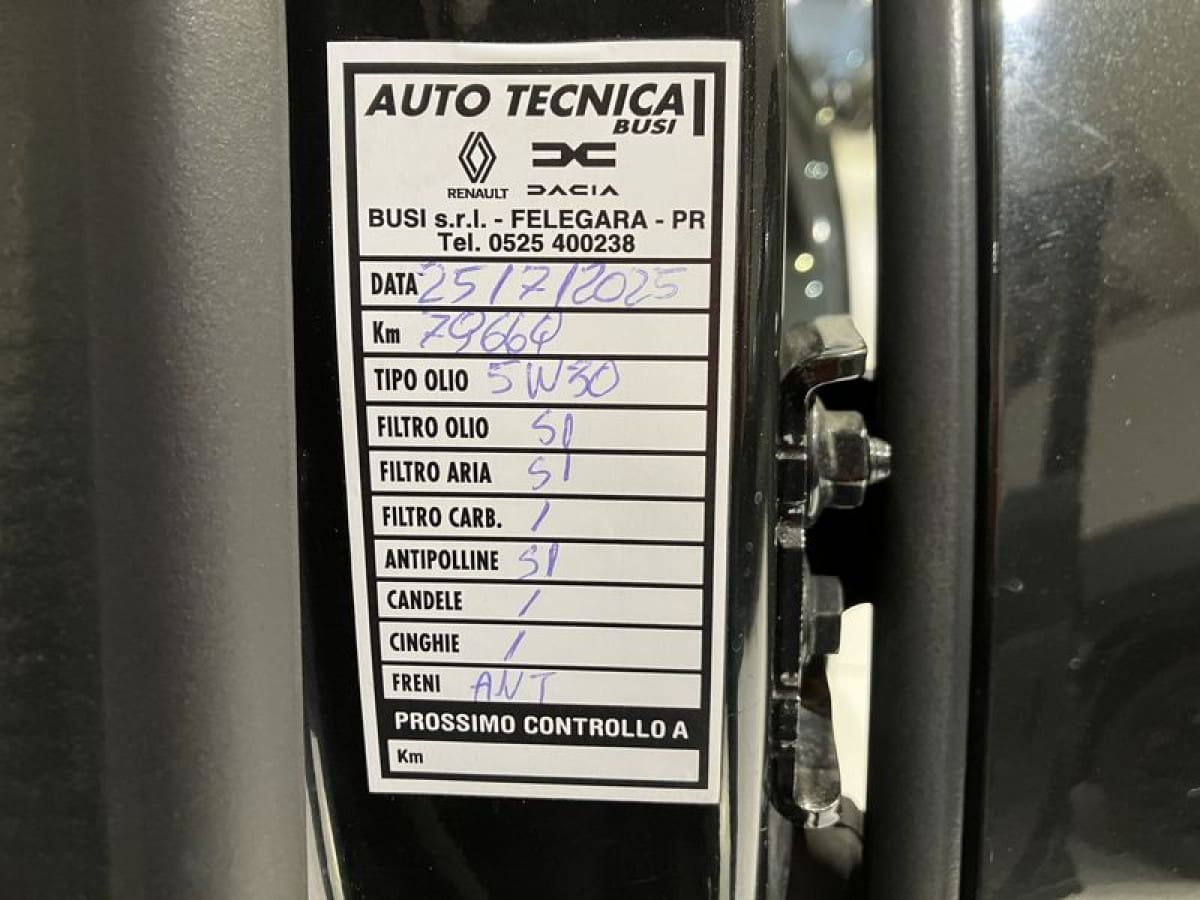 AUTO TECNICA
BUSI
RENAULT DACIA
BUSI s.r.l. - FELEGARA - PR
Tel. 0525 400238
DATA 25/7/2025
Km
TIPO OLIO 5W30
FILTRO OLIO SI
FILTRO ARIA SI
FILTRO CARB. /
ANTIPOLLINE SI
CANDELE /
CINGHIE /
FRENI ANT
PROSSIMO CONTROLLO A
Km